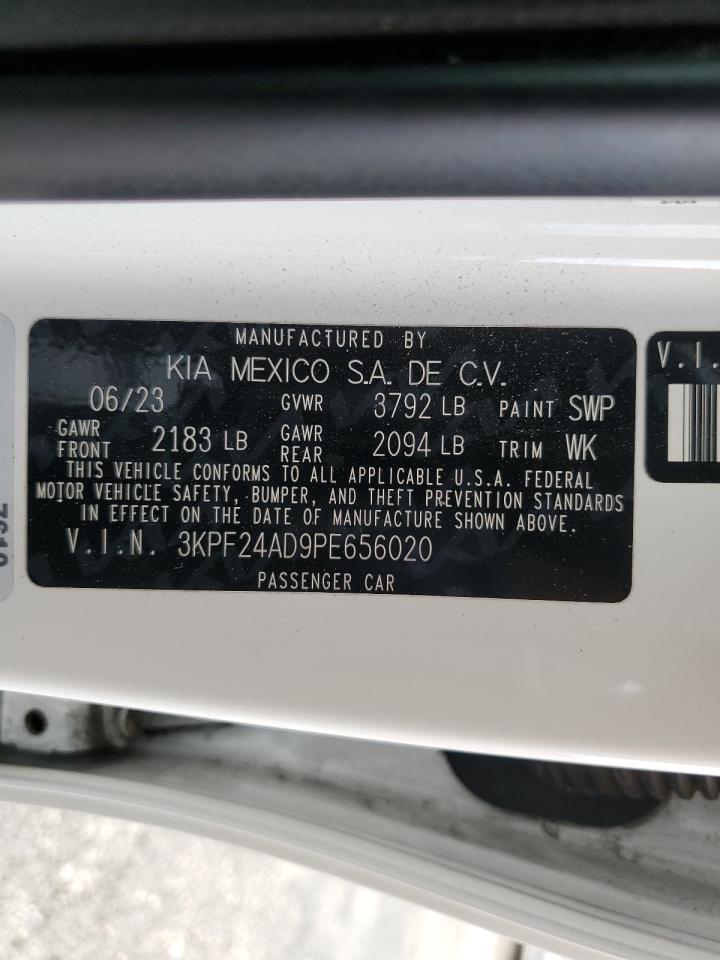 MANUFACTURED BY
KIA MEXICO S.A. DE C.V.
06/23 GVWR 3792 LB PAINT SWP
GAWR FRONT 2183 LB GAWR REAR 2094 LB TRIM WK
THIS VEHICLE CONFORMS TO ALL APPLICABLE U.S.A. FEDERAL
MOTOR VEHICLE SAFETY, BUMPER, AND THEFT PREVENTION STANDARDS
IN EFFECT ON THE DATE OF MANUFACTURE SHOWN ABOVE.
V.I.N. 3KPF24AD9PE656020
PASSENGER CAR
V.I.